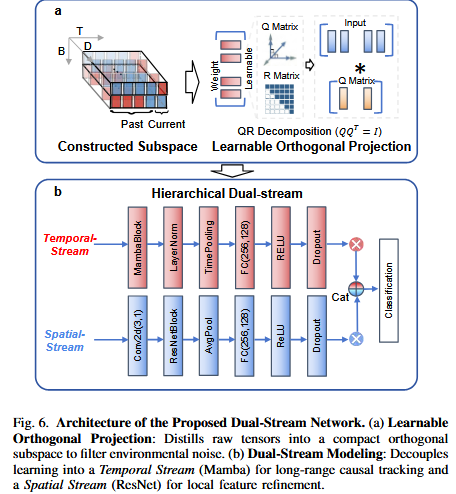 a
T
D
B
Past Current
Constructed Subspace
Weight
Learnable
Q Matrix
R Matrix
Input
*
Q Matrix
QR Decomposition (QQᵀ = I)
Learnable Orthogonal Projection
b
Hierarchical Dual-stream
Temporal-
Stream
MambaBlock
LayerNorm
TimePooling
FC(256,128)
RELU
Dropout
Cat
Classification
Spatial-
Stream
Conv2d(3,1)
ResNetBlock
AvgPool
FC(256,128)
ReLU
Dropout
Fig. 6. Architecture of the Proposed Dual-Stream Network. (a) Learnable
Orthogonal Projection: Distills raw tensors into a compact orthogonal
subspace to filter environmental noise. (b) Dual-Stream Modeling: Decouples
learning into a Temporal Stream (Mamba) for long-range causal tracking and
a Spatial Stream (ResNet) for local feature refinement.